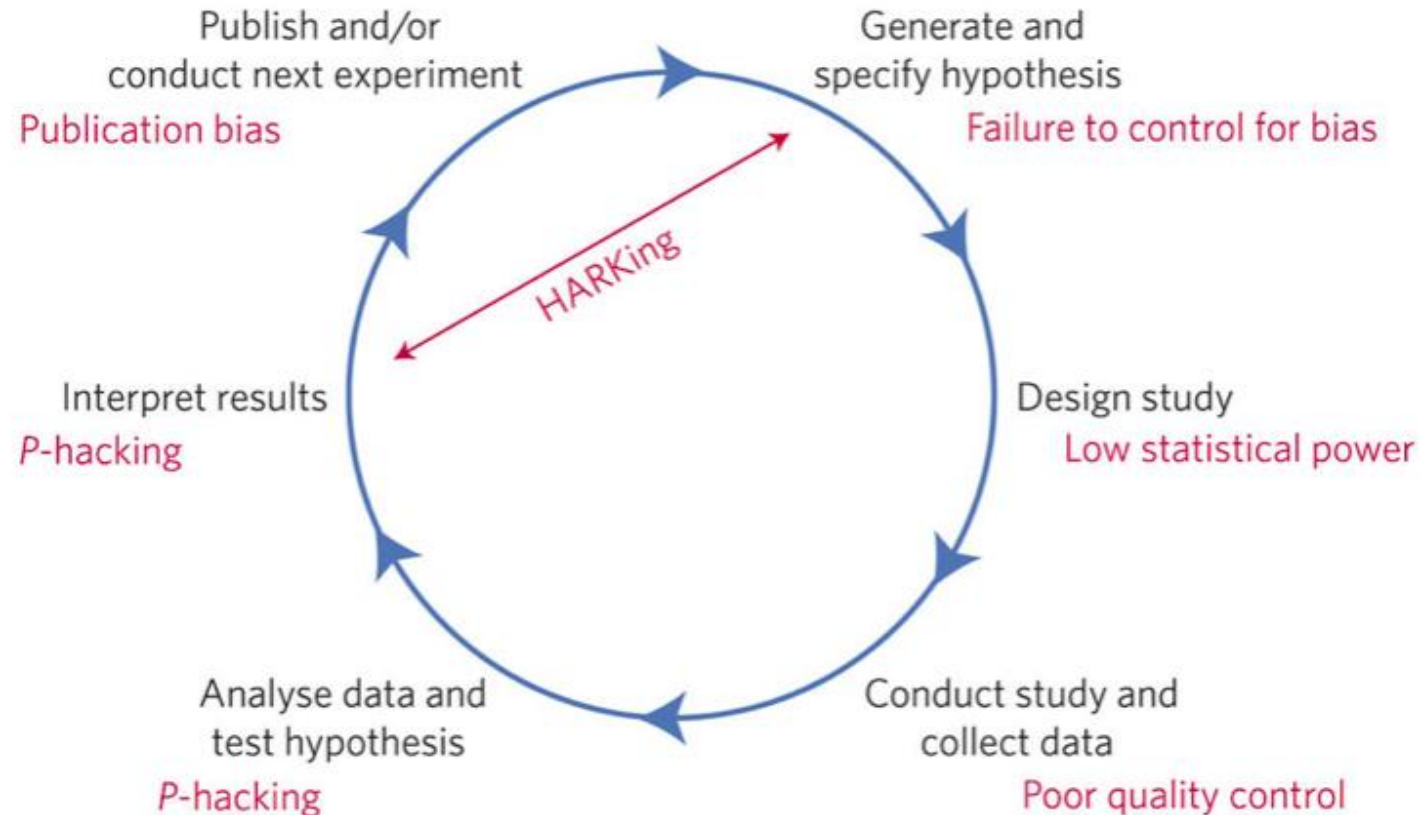 Publish and/or
conduct next experiment
Publication bias
Generate and
specify hypothesis
Failure to control for bias
HARKing
Interpret results
P-hacking
Design study
Low statistical power
Analyse data and
test hypothesis
P-hacking
Conduct study and
collect data
Poor quality control